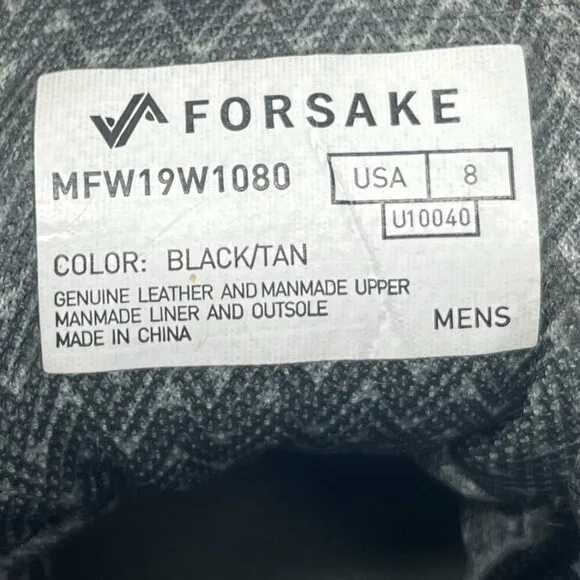 FORSAKE
MFW19W1080 USA 8
U10040
COLOR: BLACK/TAN
GENUINE LEATHER AND MANMADE UPPER
MANMADE LINER AND OUTSOLE
MADE IN CHINA
MENS